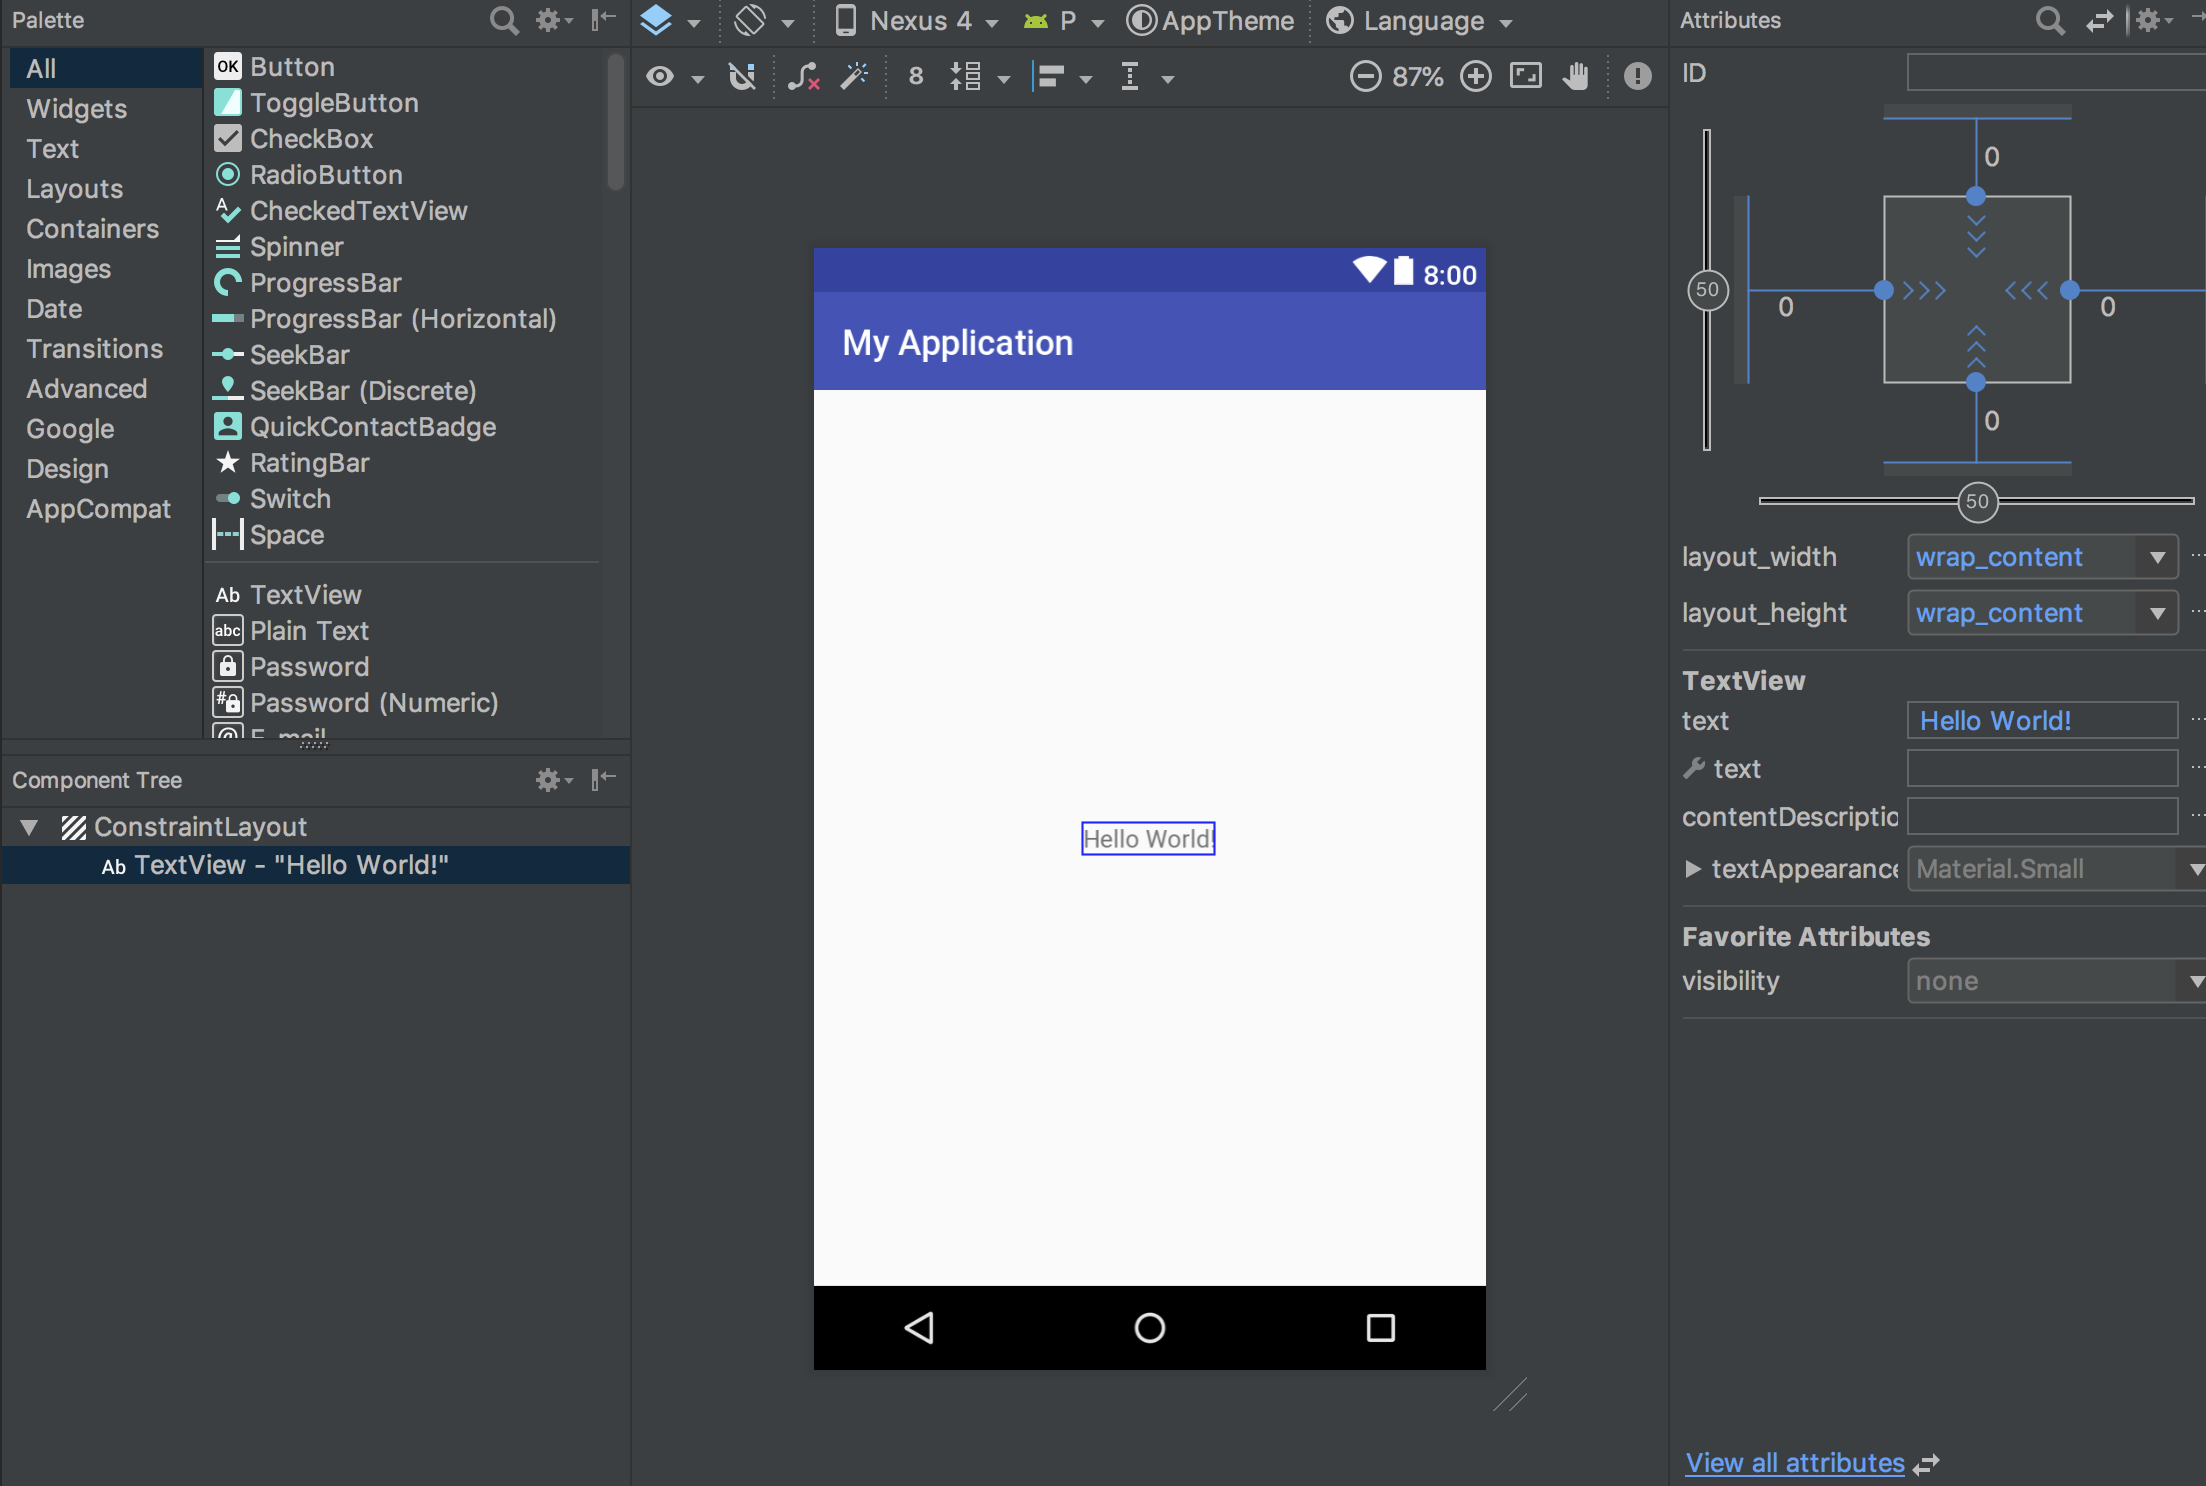 Palette
All
Widgets
Text
Layouts
Containers
Images
Date
Transitions
Advanced
Google
Design
AppCompat
OK Button
ToggleButton
CheckBox
RadioButton
CheckedTextView
Spinner
ProgressBar
ProgressBar (Horizontal)
SeekBar
SeekBar (Discrete)
QuickContactBadge
RatingBar
Switch
Space
Ab TextView
abc Plain Text
Password
# Password (Numeric)
@ E-mail
Component Tree
ConstraintLayout
Ab TextView - "Hello World!"
Nexus 4 P AppTheme Language
8 87%
8:00
My Application
Hello World!
Attributes
ID
0
50
0 0
0
50
layout_width wrap_content
layout_height wrap_content
TextView
text Hello World!
text
contentDescriptio
textAppearance Material.Small
Favorite Attributes
visibility none
View all attributes